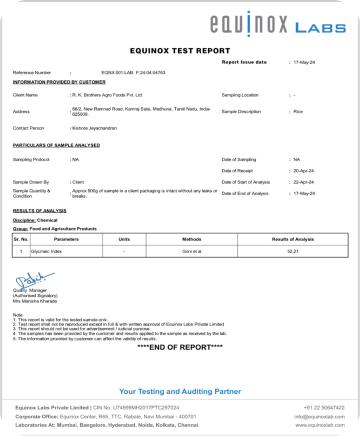 equinox LABS
EQUINOX TEST REPORT
Report Issue date : 17-May-24
Reference Number : EQNX:001:LAB. F:24:04:04763
INFORMATION PROVIDED BY CUSTOMER
Client Name : R. K. Brothers Agro Foods Pvt. Ltd Sampling Location : -
Address : 66/2, New Ramnad Road, Kamraj Salai, Madhurai, Tamil Nadu, India- 625009. Sample Description : Rice
Contact Person : Kishore Jeyachandran
PARTICULARS OF SAMPLE ANALYSED
Sampling Protocol : NA Date of Sampling : NA
Date of Receipt : 20-Apr-24
Sample Drawn By : Client Date of Start of Analysis : 22-Apr-24
Sample Quantity & Condition : Approx 500g of sample in a client packaging is intact without any leaks or breaks. Date of End of Analysis : 17-May-24
RESULTS OF ANALYSIS
Discipline: Chemical
Group: Food and Agriculture Products
Sr. No. Parameters Units Methods Results of Analysis
1 Glycmeic Index - Goni et al 52.21
Quality Manager
(Authorised Signatory)
Mrs Manisha Kharade
Note:
1. This report is valid for the tested sample only.
2. Test report shall not be reproduced except in full & with written approval of Equinox Labs Private Limited
3. This report should not be used for advertisement / judicial purpose.
4. The samples has been provided by the customer and results applied to the sample as received by the lab.
5. The information provided by customer can affect the validity of results.
****END OF REPORT****
Your Testing and Auditing Partner
Equinox Labs Private Limited | CIN No. U74999MH2017PTC297024 +91 22 50647422
Corporate Office: Equinox Center, R65, TTC, Rabale, Navi Mumbai - 400701 info@equinoxlab.com
Laboratories At: Mumbai, Bangalore, Hyderabad, Noida, Kolkata, Chennai www.equinoxlab.com